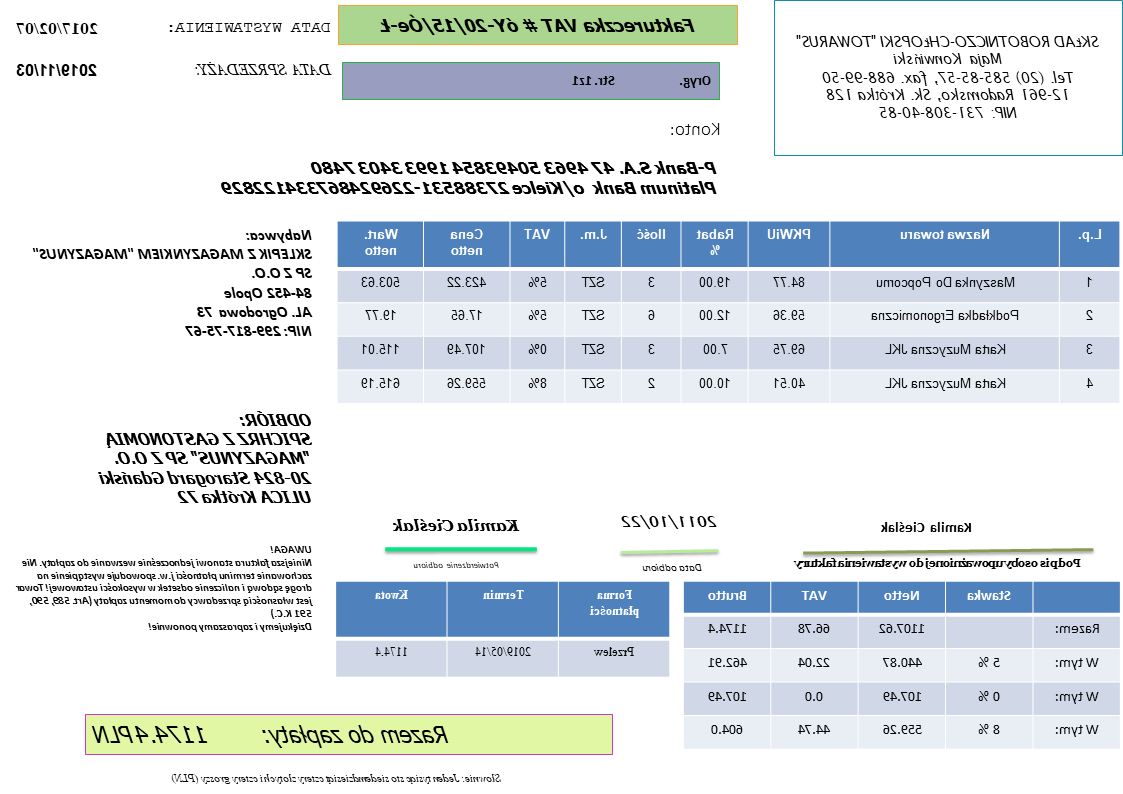 SKŁAD ROBOTNICZO-CHŁOPSKI "TOWARUS"
Maja Konwiński
Tel. (20) 585-85-57, fax. 688-99-50
12-961 Radomsko, Sk. Krótka 128
NIP: 731-308-40-85
Faktureczka VAT # óY-20/15/Óe-Ł
Oryg. Str. 1z1
DATA WYSTAWIENIA: 2017/02/07
DATA SPRZEDAŻY: 2019/11/03
Konto:
P-Bank S.A. 47 4963 50493854 1993 3403 7480
Platinum Bank o/Kielce 27388531-226924867334122829
Nabywca:
SKLEPIK Z MAGAZYNKIEM "MAGAZYNUS"
SP Z O.O.
84-452 Opole
AL. Ogrodowa 73
NIP: 299-817-75-67
L.p. Nazwa towaru PKWiU Rabat % Ilość J.m. VAT Cena netto Wart. netto
1 Maszynka Do Popcornu 84.77 19.00 3 SZT 5% 423.22 503.63
2 Podkładka Ergonomiczna 59.36 12.00 6 SZT 5% 17.65 19.77
3 Karta Muzyczna JKL 69.75 7.00 3 SZT 0% 107.49 115.01
4 Karta Muzyczna JKL 40.51 10.00 2 SZT 8% 559.26 615.19
ODBIÓR:
SPICHRZ Z GASTONOMIĄ
"MAGAZYNUS" SP Z O.O.
20-824 Starogard Gdański
ULICA Krótka 72
Kamila Cieślak
Podpis osoby upoważnionej do wystawienia faktury:
2011/10/22
Data odbioru
Kamila Cieślak
Potwierdzenie odbioru
UWAGA!
Niniejsza faktura stanowi jednocześnie wezwanie do zapłaty. Nie
zachowanie terminu płatności j.w. spowoduje wystąpienie na
drogę sądową i naliczenie odsetek w wysokości ustawowej! Towar
jest własnością sprzedawcy do momentu zapłaty (Art. 589, 590,
591 K.C.)
Dziękujemy i zapraszamy ponownie!
Stawka Netto VAT Brutto
Razem: 1107.62 66.78 1174.4
W tym: 5 % 440.87 22.04 462.91
W tym: 0 % 107.49 0.0 107.49
W tym: 8 % 559.26 44.74 604.0
Forma płatności Termin Kwota
Przelew 2019/05/14 1174.4
Razem do zapłaty: 1174.4 PLN
Słownie: Jeden tysiąc sto siedemdziesiąt cztery złotych i cztery groszy (PLN)